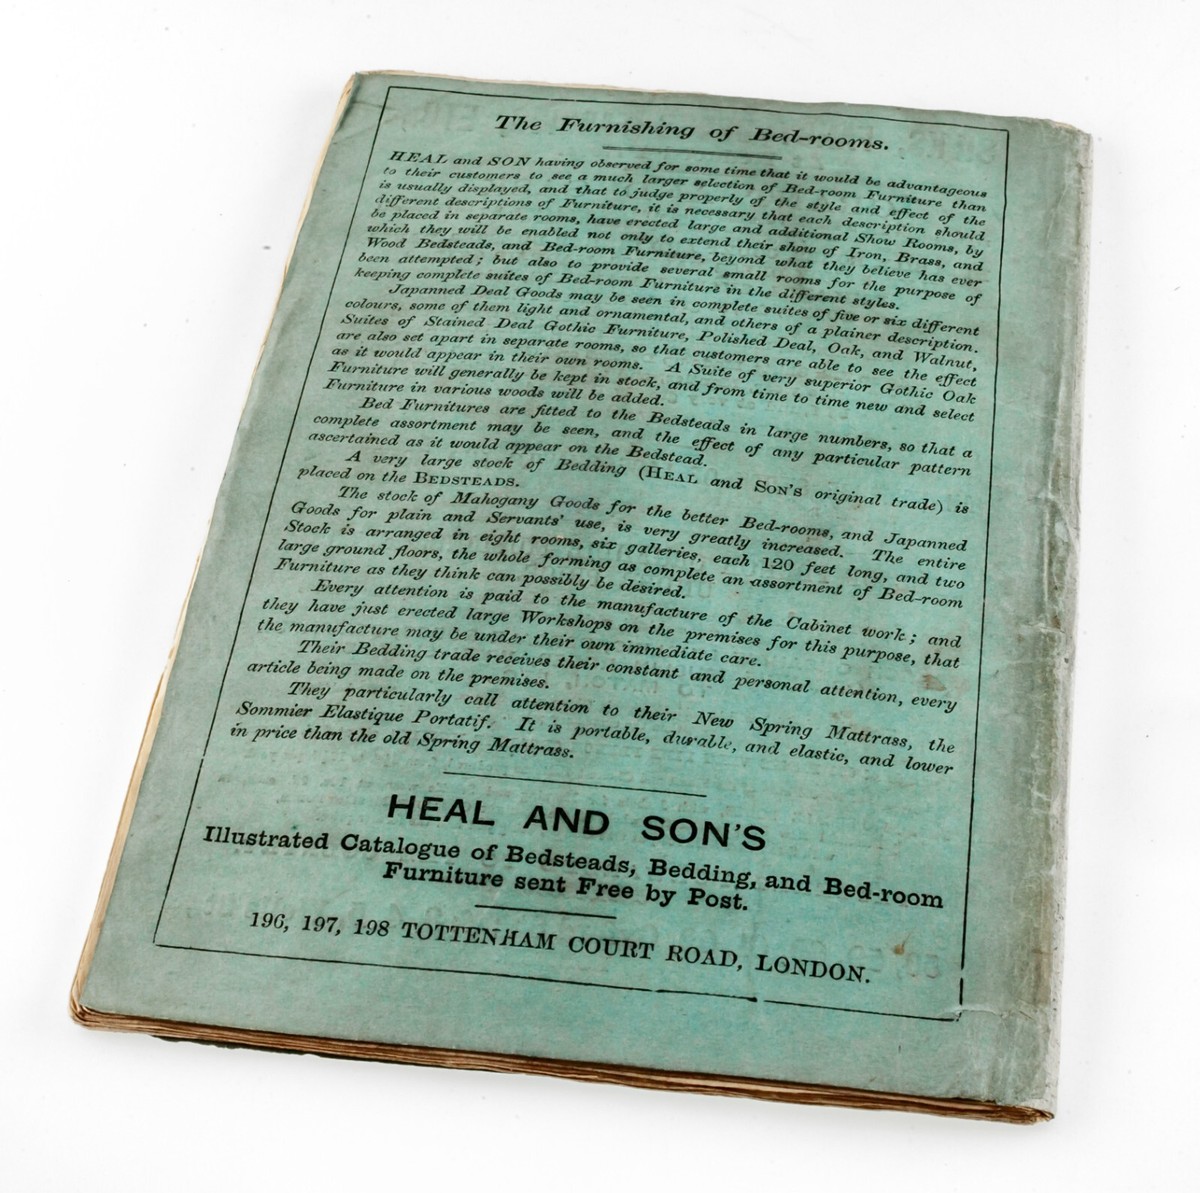 The Furnishing of Bed-rooms.
HEAL and SON having observed for some time that it would be advantageous
to their customers to see a much larger selection of Bed-room Furniture than
is usually displayed, and that to judge properly of the style and effect of the
different descriptions of Furniture, it is necessary that each description should
be placed in separate rooms, have erected large and additional Show Rooms, by
which they will be enabled not only to extend their show of Iron, Brass, and
Wood Bedsteads, and Bed-room Furniture, beyond what they believe has ever
been attempted; but also to provide several small rooms for the purpose of
keeping complete suites of Bed-room Furniture in the different styles.
Japanned Deal Goods may be seen in complete suites of five or six different
colours, some of them light and ornamental, and others of a plainer description.
Suites of Stained Deal Gothic Furniture, Polished Deal, Oak, and Walnut,
are also set apart in separate rooms, so that customers are able to see the effect
as it would appear in their own rooms. A Suite of very superior Gothic Oak
Furniture will generally be kept in stock, and from time to time new and select
Furniture in various woods will be added.
Bed Furnitures are fitted to the Bedsteads in large numbers, so that a
complete assortment may be seen, and the effect of any particular pattern
ascertained as it would appear on the Bedstead.
A very large stock of Bedding (HEAL and SON'S original trade) is
placed on the BEDSTEADS.
The stock of Mahogany Goods for the better Bed-rooms, and Japanned
Goods for plain and Servants' use, is very greatly increased. The entire
Stock is arranged in eight rooms, six galleries, each 120 feet long, and two
large ground floors, the whole forming as complete an assortment of Bed-room
Furniture as they think can possibly be desired.
Every attention is paid to the manufacture of the Cabinet work; and
they have just erected large Workshops on the premises for this purpose, that
the manufacture may be under their own immediate care.
Their Bedding trade receives their constant and personal attention, every
article being made on the premises.
They particularly call attention to their New Spring Mattrass, the
Sommier Elastique Portatif. It is portable, durable, and elastic, and lower
in price than the old Spring Mattrass.
HEAL AND SON'S
Illustrated Catalogue of Bedsteads, Bedding, and Bed-room
Furniture sent Free by Post.
196, 197, 198 TOTTENHAM COURT ROAD, LONDON.